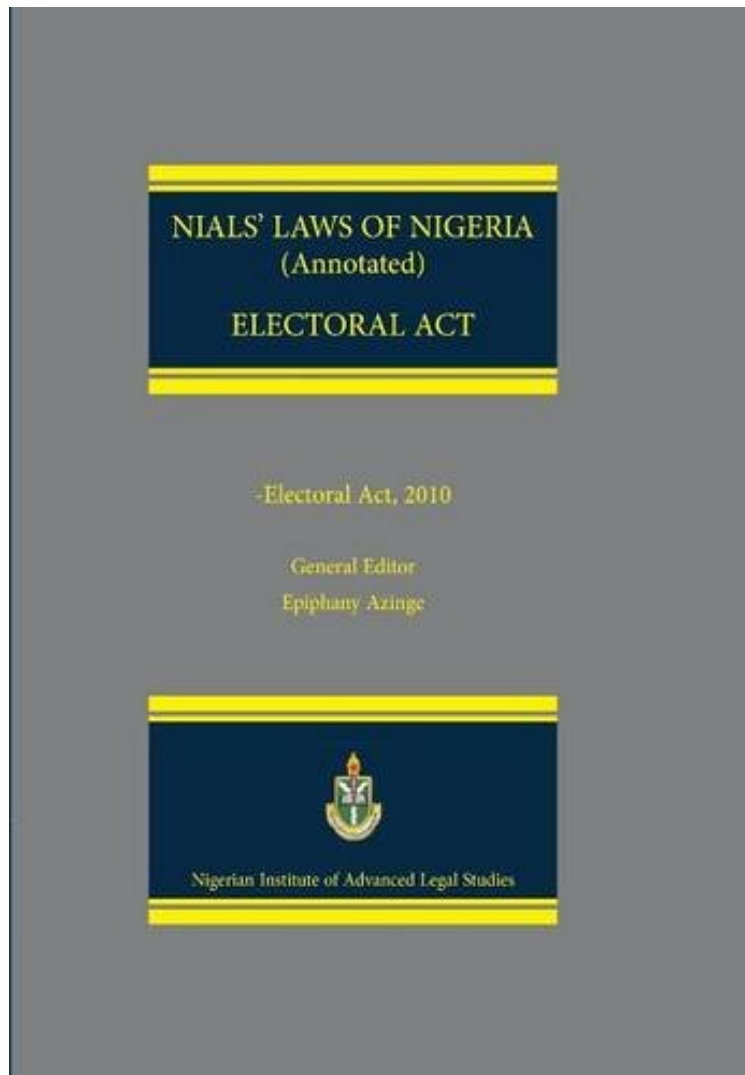 NIALS' LAWS OF NIGERIA
(Annotated)
ELECTORAL ACT
-Electoral Act, 2010
General Editor
Epiphany Azinge
Nigerian Institute of Advanced Legal Studies